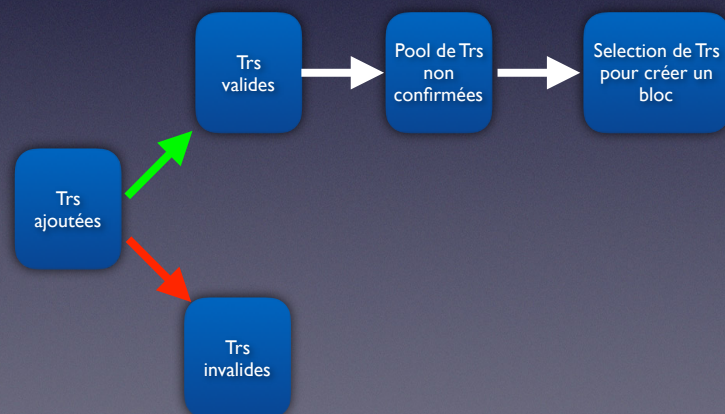 Trs
ajoutées
Trs
valides
Pool de Trs
non
confirmées
Selection de Trs
pour créer un
bloc
Trs
invalides